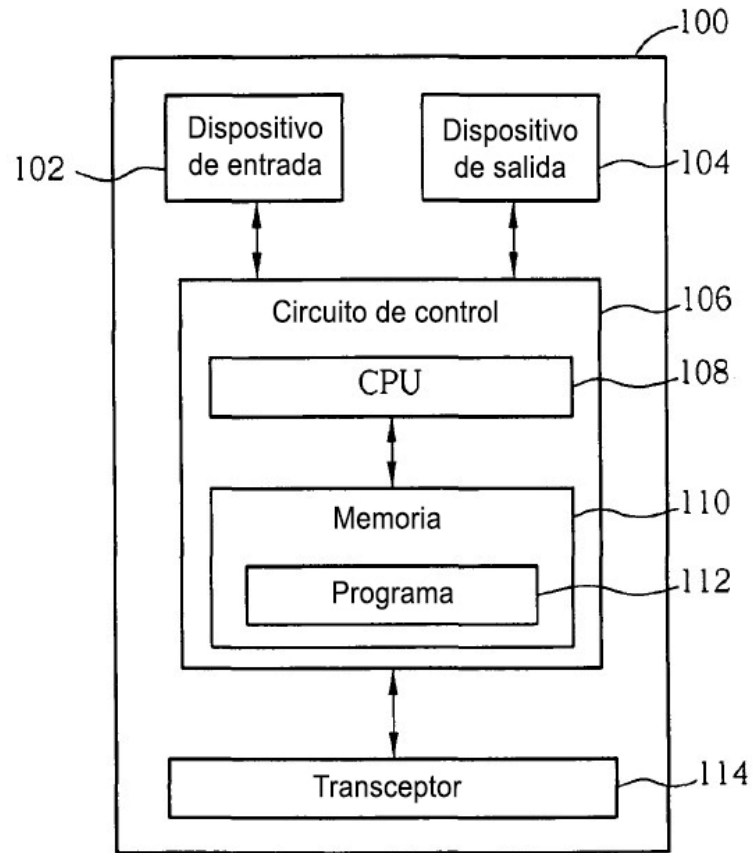 100
Dispositivo
de entrada
102
Dispositivo
de salida
104
Circuito de control
106
CPU
108
Memoria
110
Programa
112
Transceptor
114